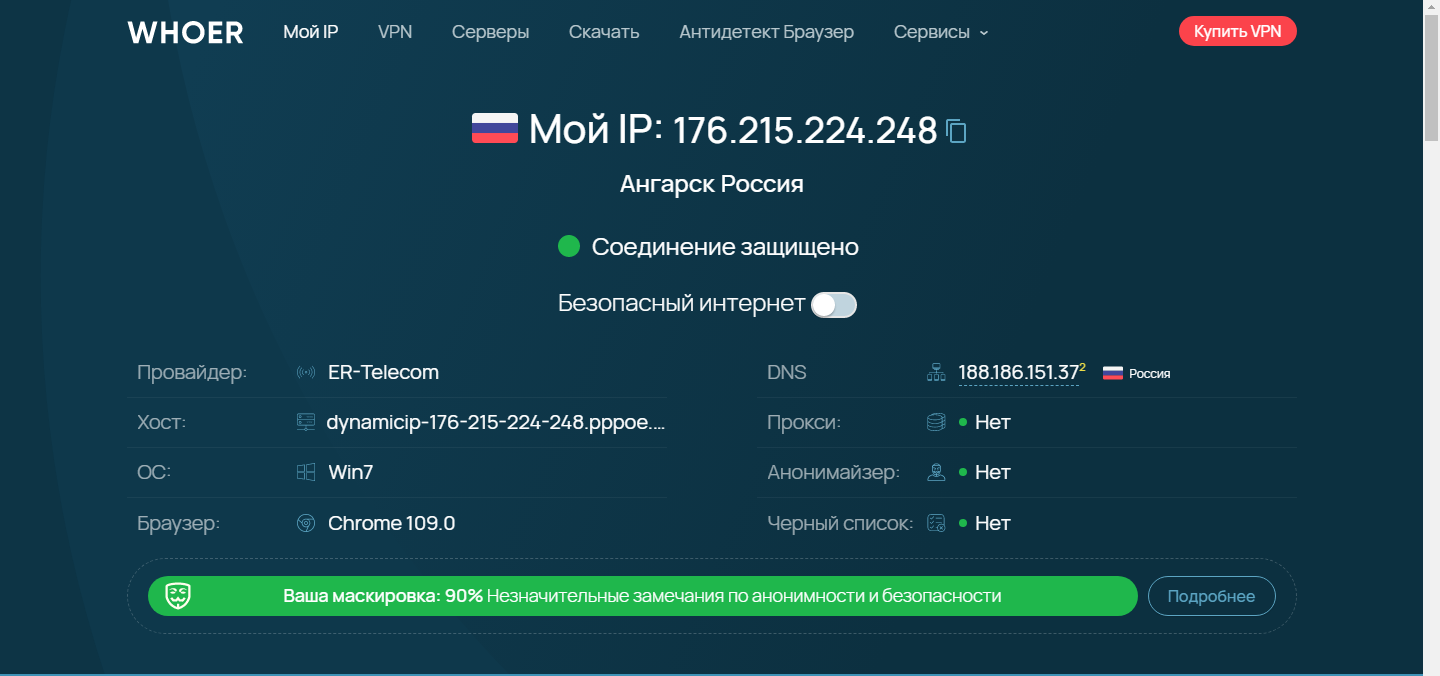 WHOER Мой IP VPN Серверы Скачать Антидетект Браузер Сервисы Купить VPN
Мой IP: 176.215.224.248
Ангарск Россия
Соединение защищено
Безопасный интернет
Провайдер: ER-Telecom
Хост: dynamicip-176-215-224-248.pppoe....
ОС: Win7
Браузер: Chrome 109.0
DNS 188.186.151.37² Россия
Прокси: Нет
Анонимайзер: Нет
Черный список: Нет
Ваша маскировка: 90% Незначительные замечания по анонимности и безопасности
Подробнее